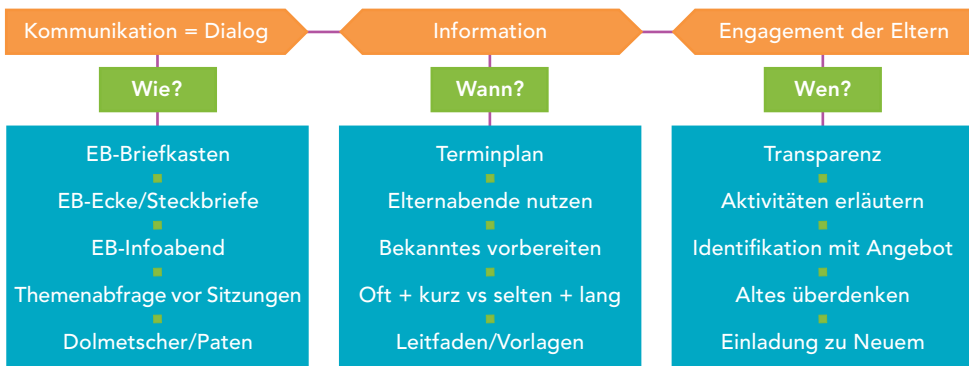 Kommunikation = Dialog
Information
Engagement der Eltern
Wie?
Wann?
Wen?
EB-Briefkasten
EB-Ecke/Steckbriefe
EB-Infoabend
Themenabfrage vor Sitzungen
Dolmetscher/Paten
Terminplan
Elternabende nutzen
Bekanntes vorbereiten
Oft + kurz vs selten + lang
Leitfaden/Vorlagen
Transparenz
Aktivitäten erläutern
Identifikation mit Angebot
Altes überdenken
Einladung zu Neuem